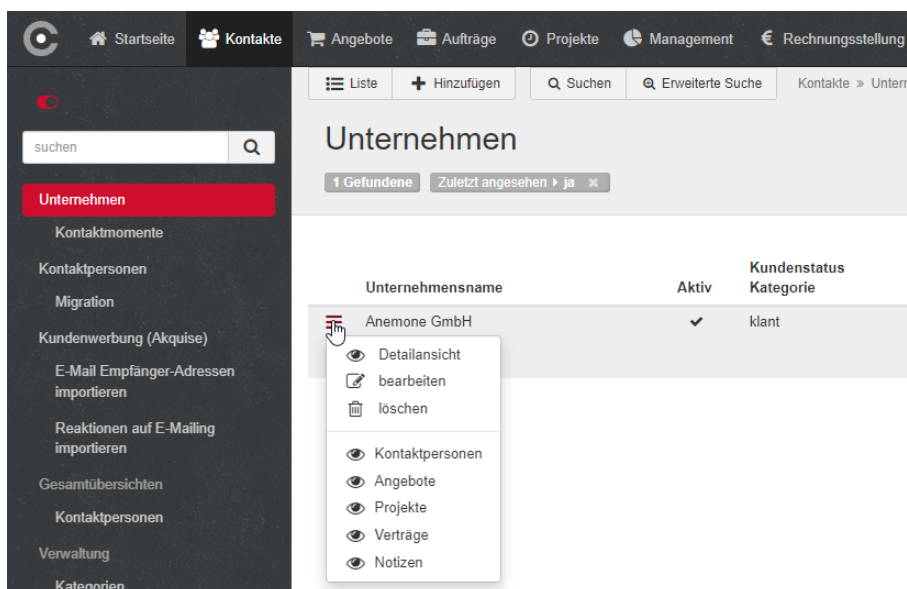 Startseite Kontakte Angebote Aufträge Projekte Management € Rechnungsstellung
Liste Hinzufügen Suchen Erweiterte Suche Kontakte » Untern
suchen
Unternehmen
Kontaktmomente
Kontaktpersonen
Migration
Kundenwerbung (Akquise)
E-Mail Empfänger-Adressen
importieren
Reaktionen auf E-Mailing
importieren
Gesamtübersichten
Kontaktpersonen
Verwaltung
Kategorien
Unternehmen
1 Gefundene Zuletzt angesehen ja
Unternehmensname Aktiv Kundenstatus
Kategorie
Anemone GmbH klant
Detailansicht
bearbeiten
löschen
Kontaktpersonen
Angebote
Projekte
Verträge
Notizen